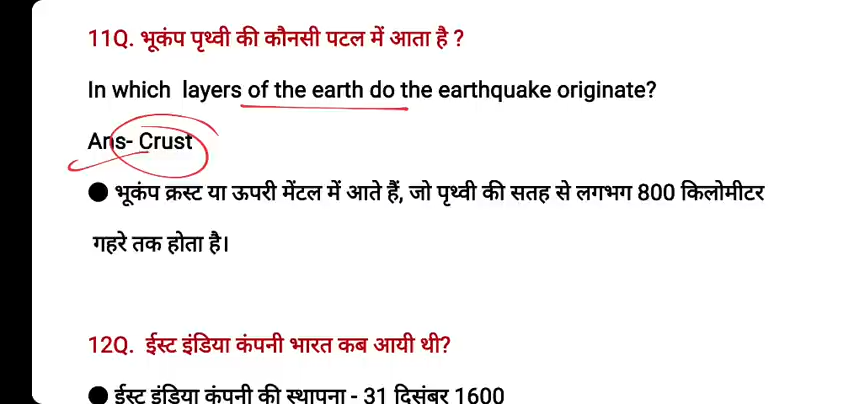 11Q. भूकंप पृथ्वी की कौनसी पटल में आता है ?
In which layers of the earth do the earthquake originate?
Ans- Crust
● भूकंप क्रस्ट या ऊपरी मेंटल में आते हैं, जो पृथ्वी की सतह से लगभग 800 किलोमीटर
गहरे तक होता है।
12Q. ईस्ट इंडिया कंपनी भारत कब आयी थी?
● ईस्ट इंडिया कंपनी की स्थापना - 31 दिसंबर 1600